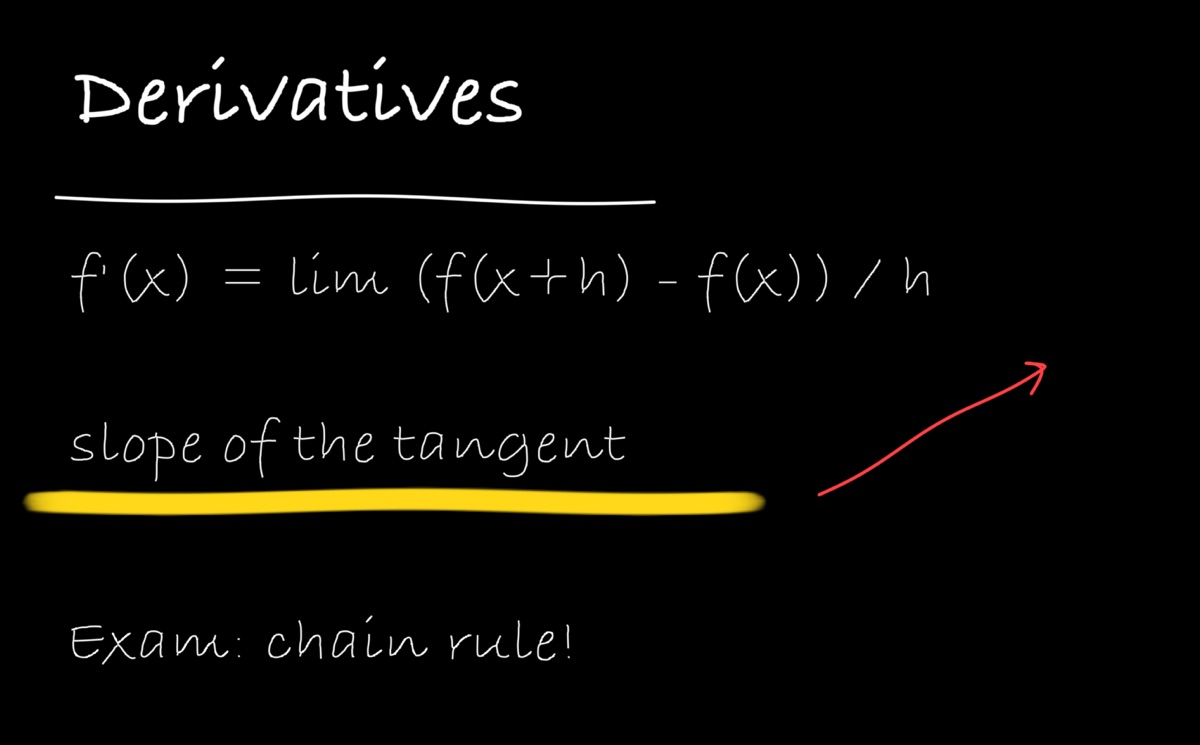 Derivatives
f'(x) = lim (f(x+h) - f(x)) / h
slope of the tangent
Exam: chain rule!